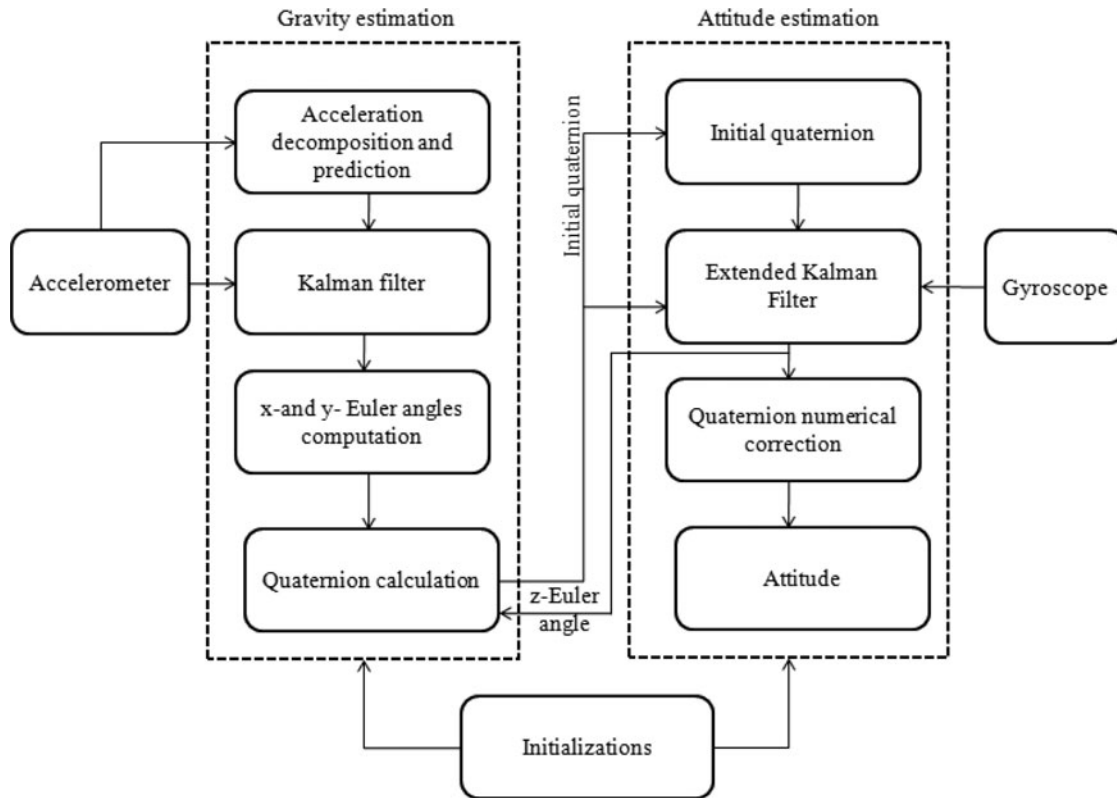 Gravity estimation
Attitude estimation
Acceleration
decomposition and
prediction
Initial quaternion
Initial quaternion
Accelerometer
Kalman filter
Extended Kalman
Filter
Gyroscope
x-and y- Euler angles
computation
Quaternion numerical
correction
Quaternion calculation
z-Euler
angle
Attitude
Initializations